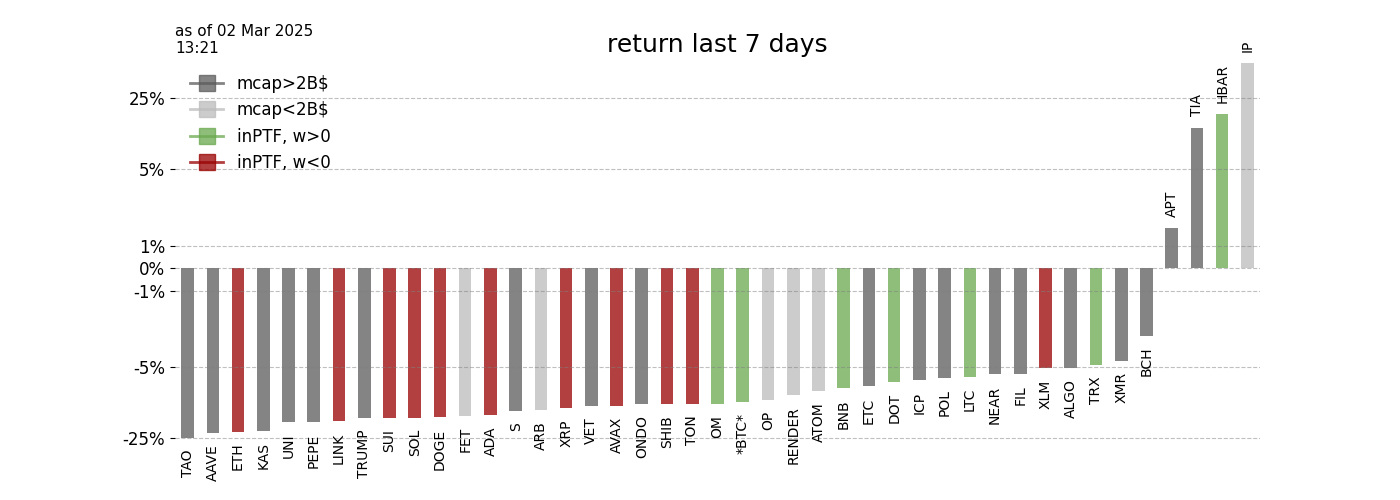 as of 02 Mar 2025
13:21
return last 7 days
mcap>2B$
mcap<2B$
inPTF, w>0
inPTF, w<0
25%
5%
1%
0%
-1%
-5%
-25%
TAO
AAVE
ETH
KAS
UNI
PEPE
LINK
TRUMP
SUI
SOL
DOGE
FET
ADA
S
ARB
XRP
VET
AVAX
ONDO
SHIB
TON
OM
*BTC*
OP
RENDER
ATOM
BNB
ETC
DOT
ICP
POL
LTC
NEAR
FIL
XLM
ALGO
TRX
XMR
BCH
APT
TIA
HBAR
IP